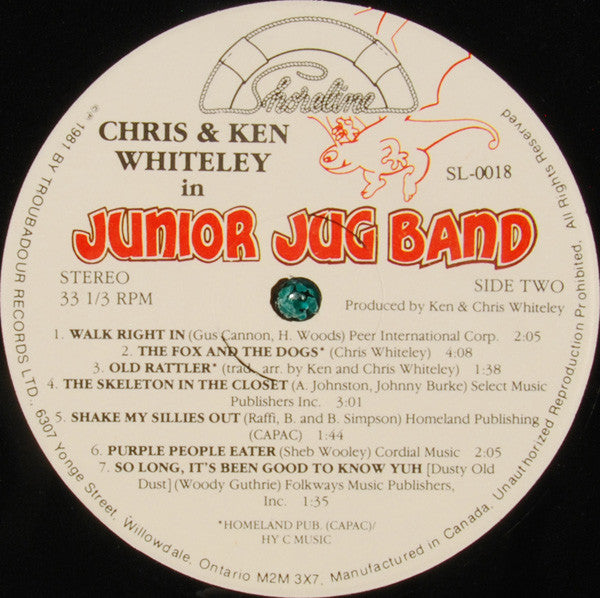 Shoreline
CHRIS & KEN
WHITELEY
in
SL-0018
JUNIOR JUG BAND
STEREO
33 1/3 RPM
SIDE TWO
Produced by Ken & Chris Whiteley
1. WALK RIGHT IN (Gus Cannon, H. Woods) Peer International Corp. 2:05
2. THE FOX AND THE DOGS* (Chris Whiteley) 4:08
3. OLD RATTLER* (trad. arr. by Ken and Chris Whiteley) 1:38
4. THE SKELETON IN THE CLOSET (A. Johnston, Johnny Burke) Select Music
Publishers Inc. 3:01
5. SHAKE MY SILLIES OUT (Raffi, B. and B. Simpson) Homeland Publishing
(CAPAC) 1:44
6. PURPLE PEOPLE EATER (Sheb Wooley) Cordial Music 2:05
7. SO LONG, IT'S BEEN GOOD TO KNOW YUH [Dusty Old
Dust] (Woody Guthrie) Folkways Music Publishers,
Inc. 1:35
*HOMELAND PUB. (CAPAC)/
HY C MUSIC
℗ 1981 BY TROUBADOUR RECORDS LTD., 6307 Yonge Street, Willowdale, Ontario M2M 3X7. Manufactured in Canada. Unauthorized Reproduction Prohibited. All Rights Reserved